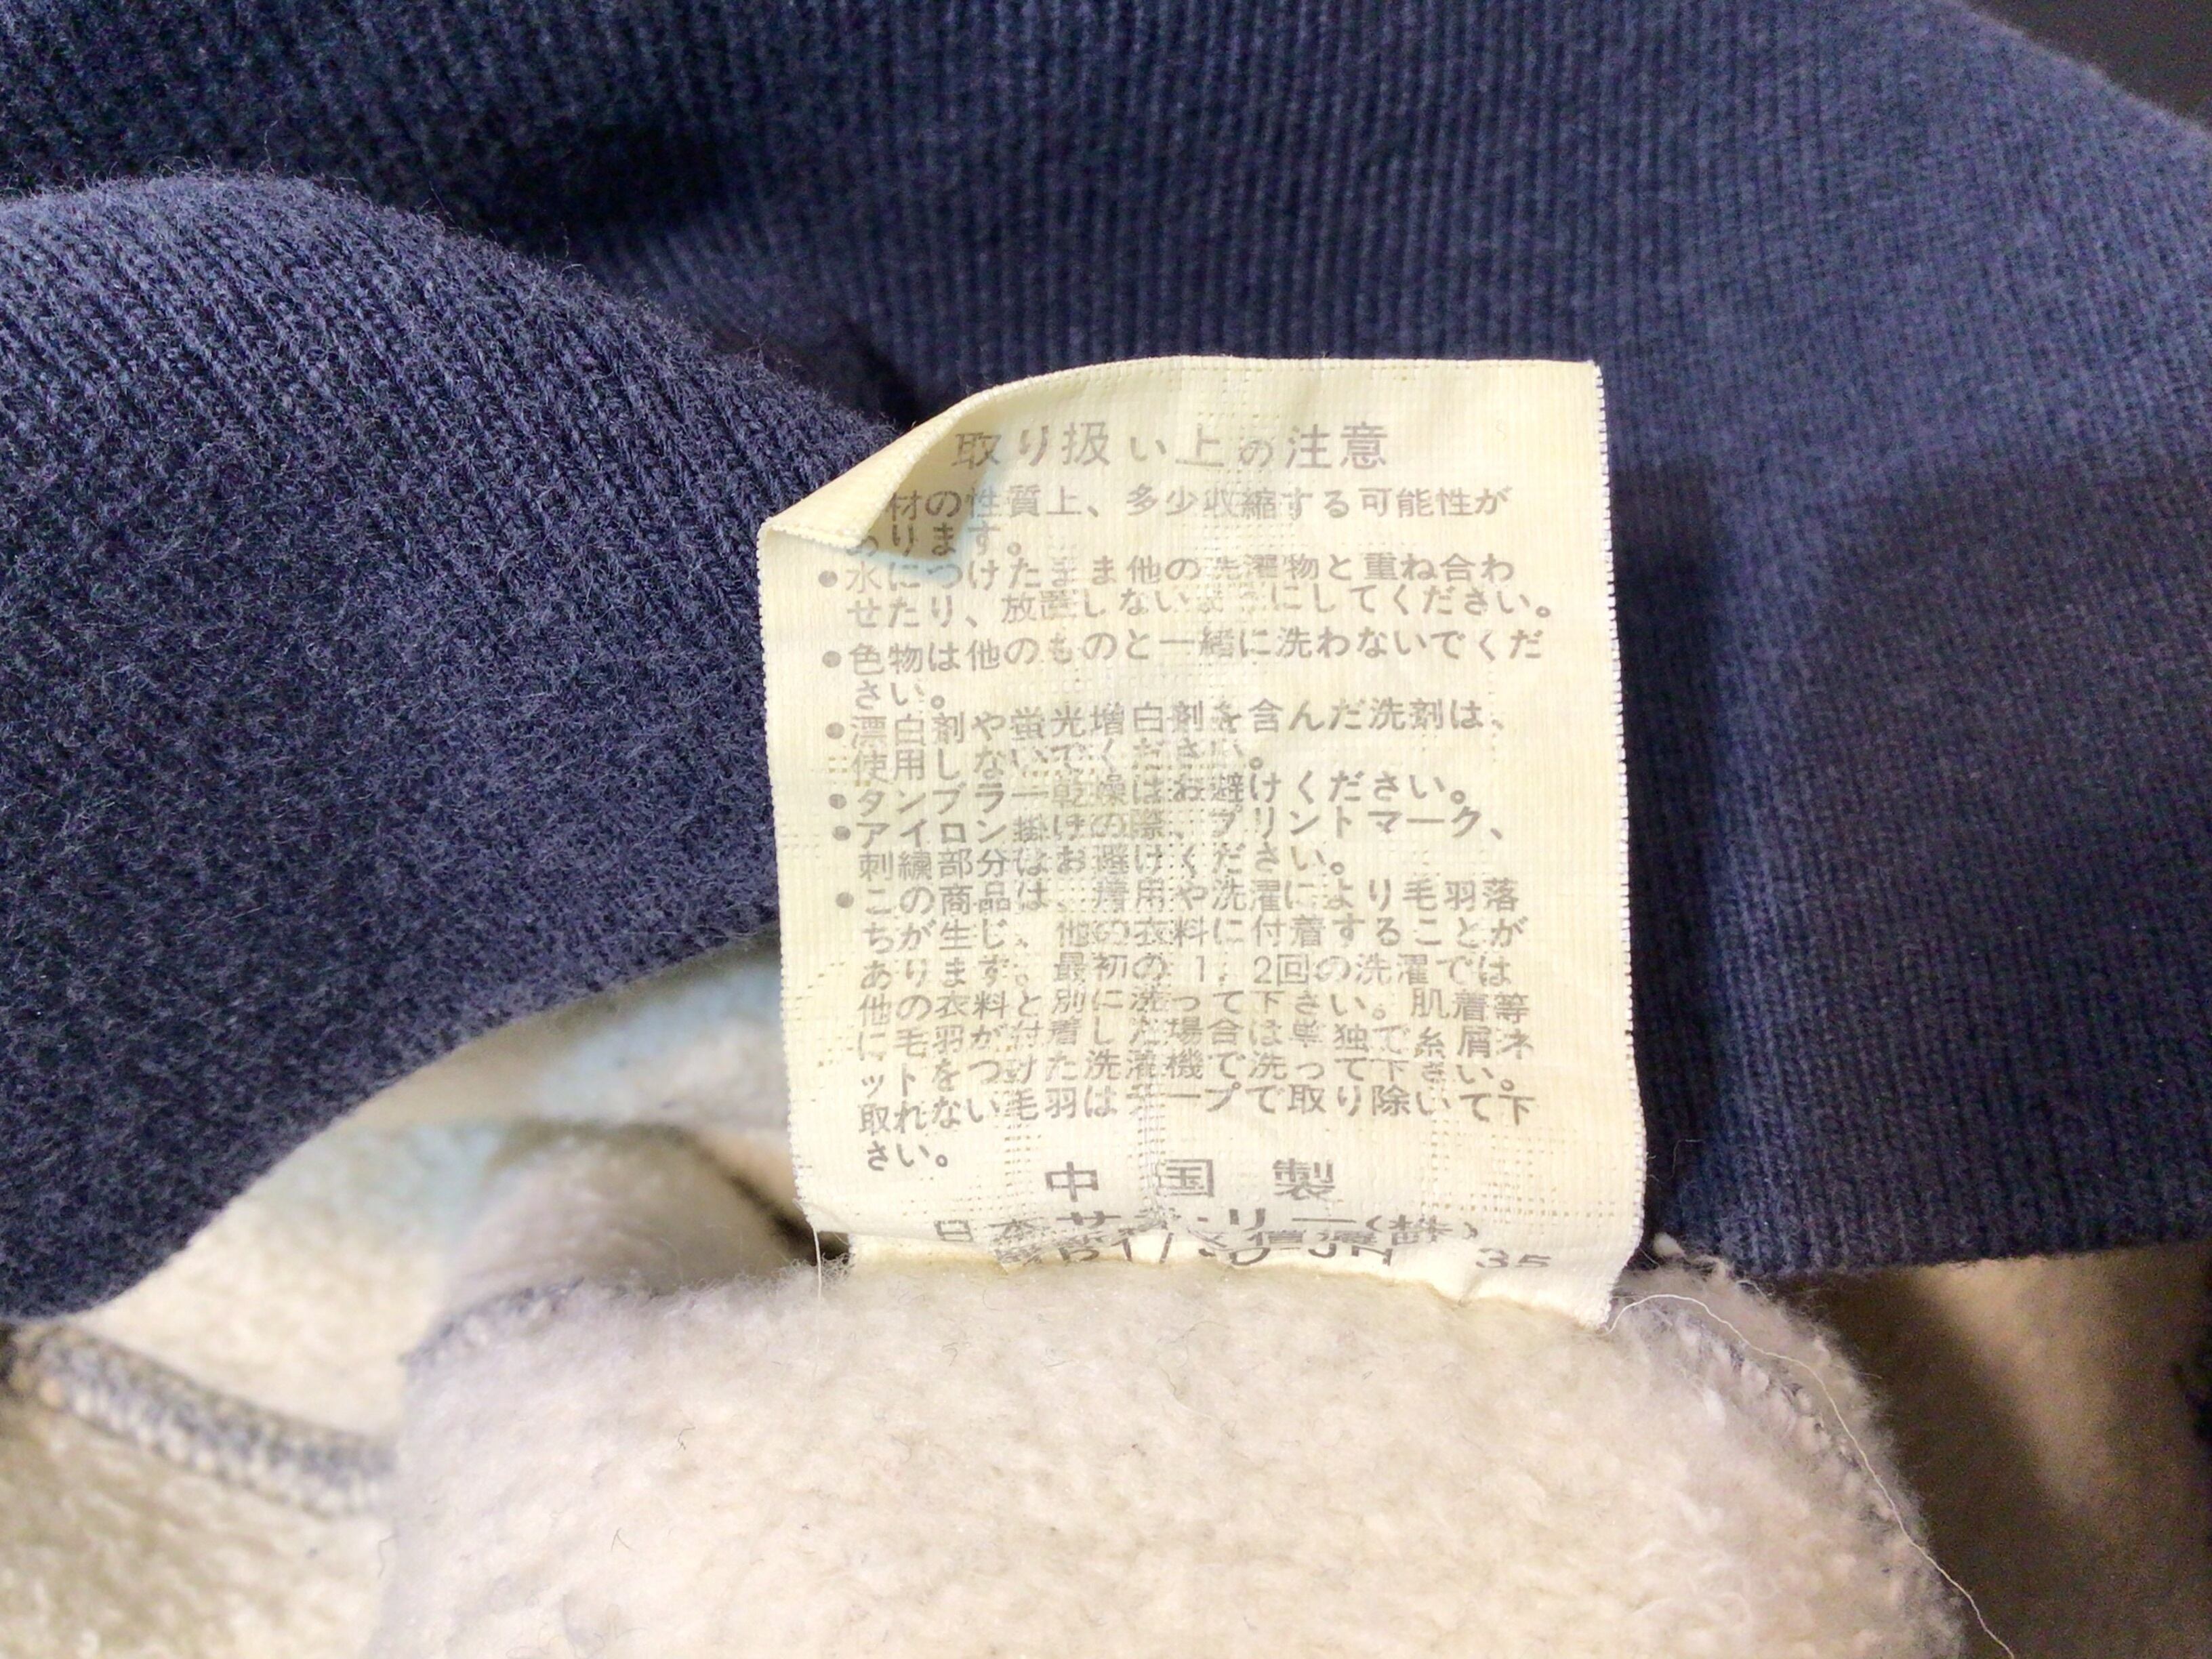 取り扱い上の注意
材の性質上、多少収縮する可能性が
あります。
●水につけたまま他の洗濯物と重ね合わ
せたり、放置しないようにしてください。
●色物は他のものと一緒に洗わないでくだ
さい。
●漂白剤や蛍光増白剤を含んだ洗剤は、
使用しないでください。
●タンブラー乾燥はお避けください。
●アイロン掛けの際、プリントマーク、
刺繍部分はお避けください。
●この商品は、着用や洗濯により毛羽落
ちが生じ、他の衣料に付着することが
あります。最初の1，2回の洗濯では
他の衣料と別に洗って下さい。肌着等
に毛羽が付着した場合は単独で糸屑ネ
ットをつけた洗濯機で洗って下さい。
取れない毛羽はテープで取り除いて下
さい。
中国製
35